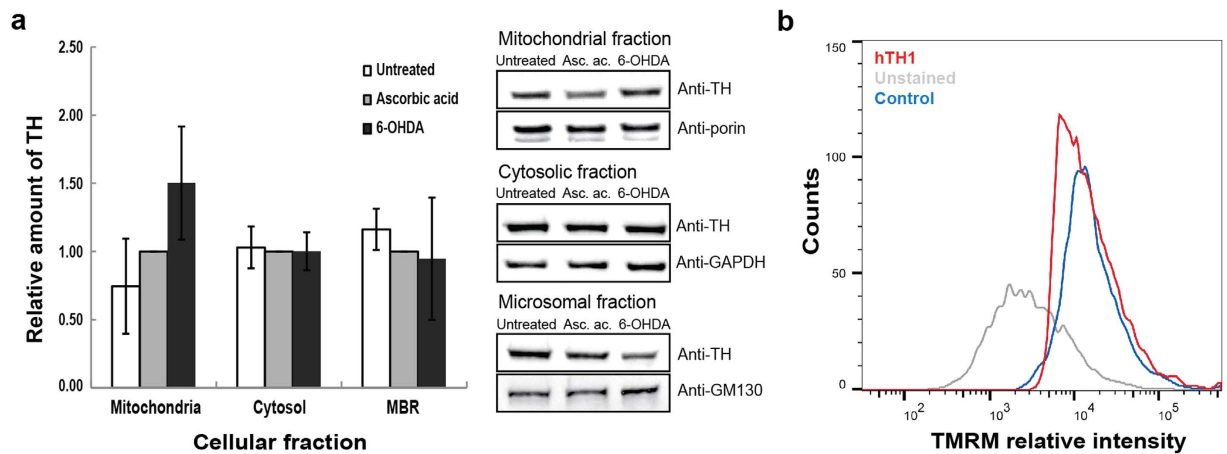 a
2.50
2.00
1.50
1.00
0.50
0.00
Relative amount of TH
Untreated
Ascorbic acid
6-OHDA
Mitochondria Cytosol MBR
Cellular fraction
Mitochondrial fraction
Untreated Asc. ac. 6-OHDA
Anti-TH
Anti-porin
Cytosolic fraction
Untreated Asc. ac. 6-OHDA
Anti-TH
Anti-GAPDH
Microsomal fraction
Untreated Asc. ac. 6-OHDA
Anti-TH
Anti-GM130
b
150
100
50
0
Counts
hTH1
Unstained
Control
10² 10³ 10⁴ 10⁵
TMRM relative intensity